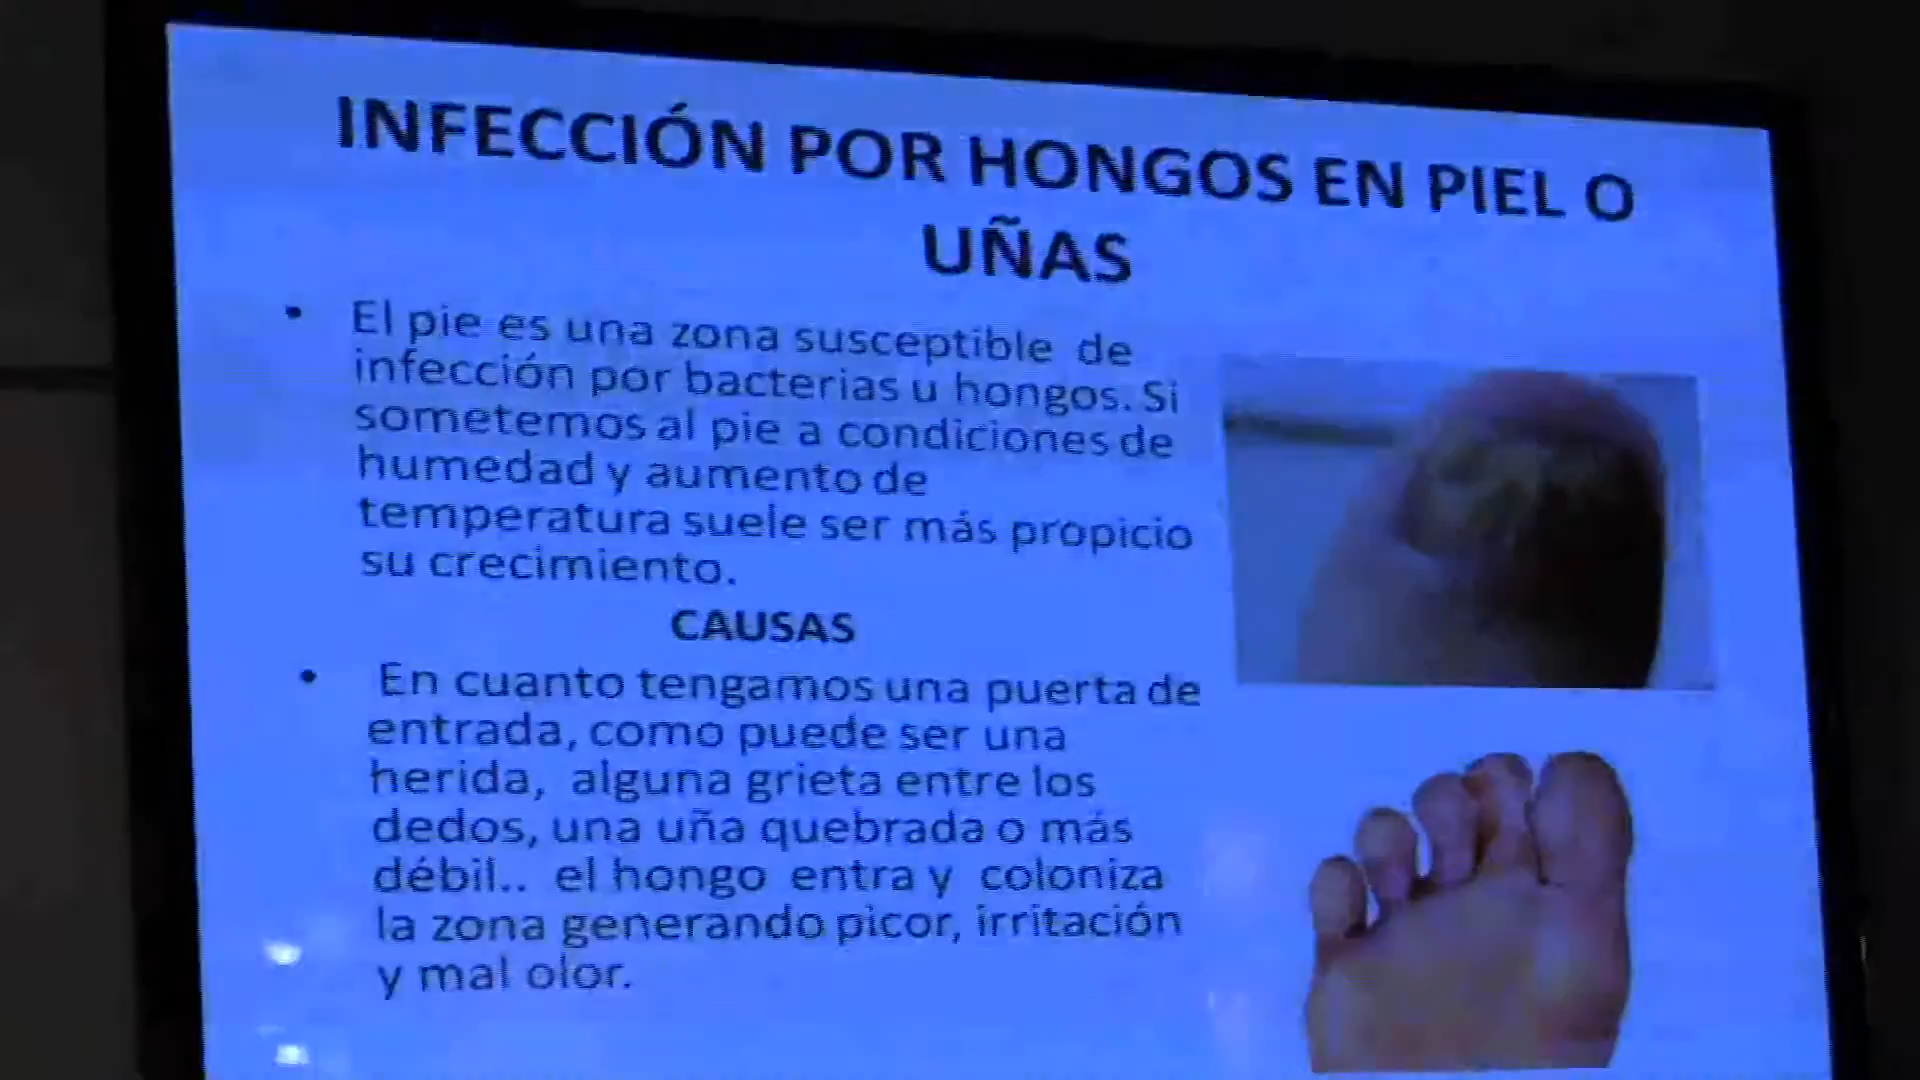 INFECCIÓN POR HONGOS EN PIEL O
UÑAS
• El pie es una zona susceptible de
infección por bacterias u hongos. Si
sometemos al pie a condiciones de
humedad y aumento de
temperatura suele ser más propicio
su crecimiento.
CAUSAS
• En cuanto tengamos una puerta de
entrada, como puede ser una
herida, alguna grieta entre los
dedos, una uña quebrada o más
débil.. el hongo entra y coloniza
la zona generando picor, irritación
y mal olor.